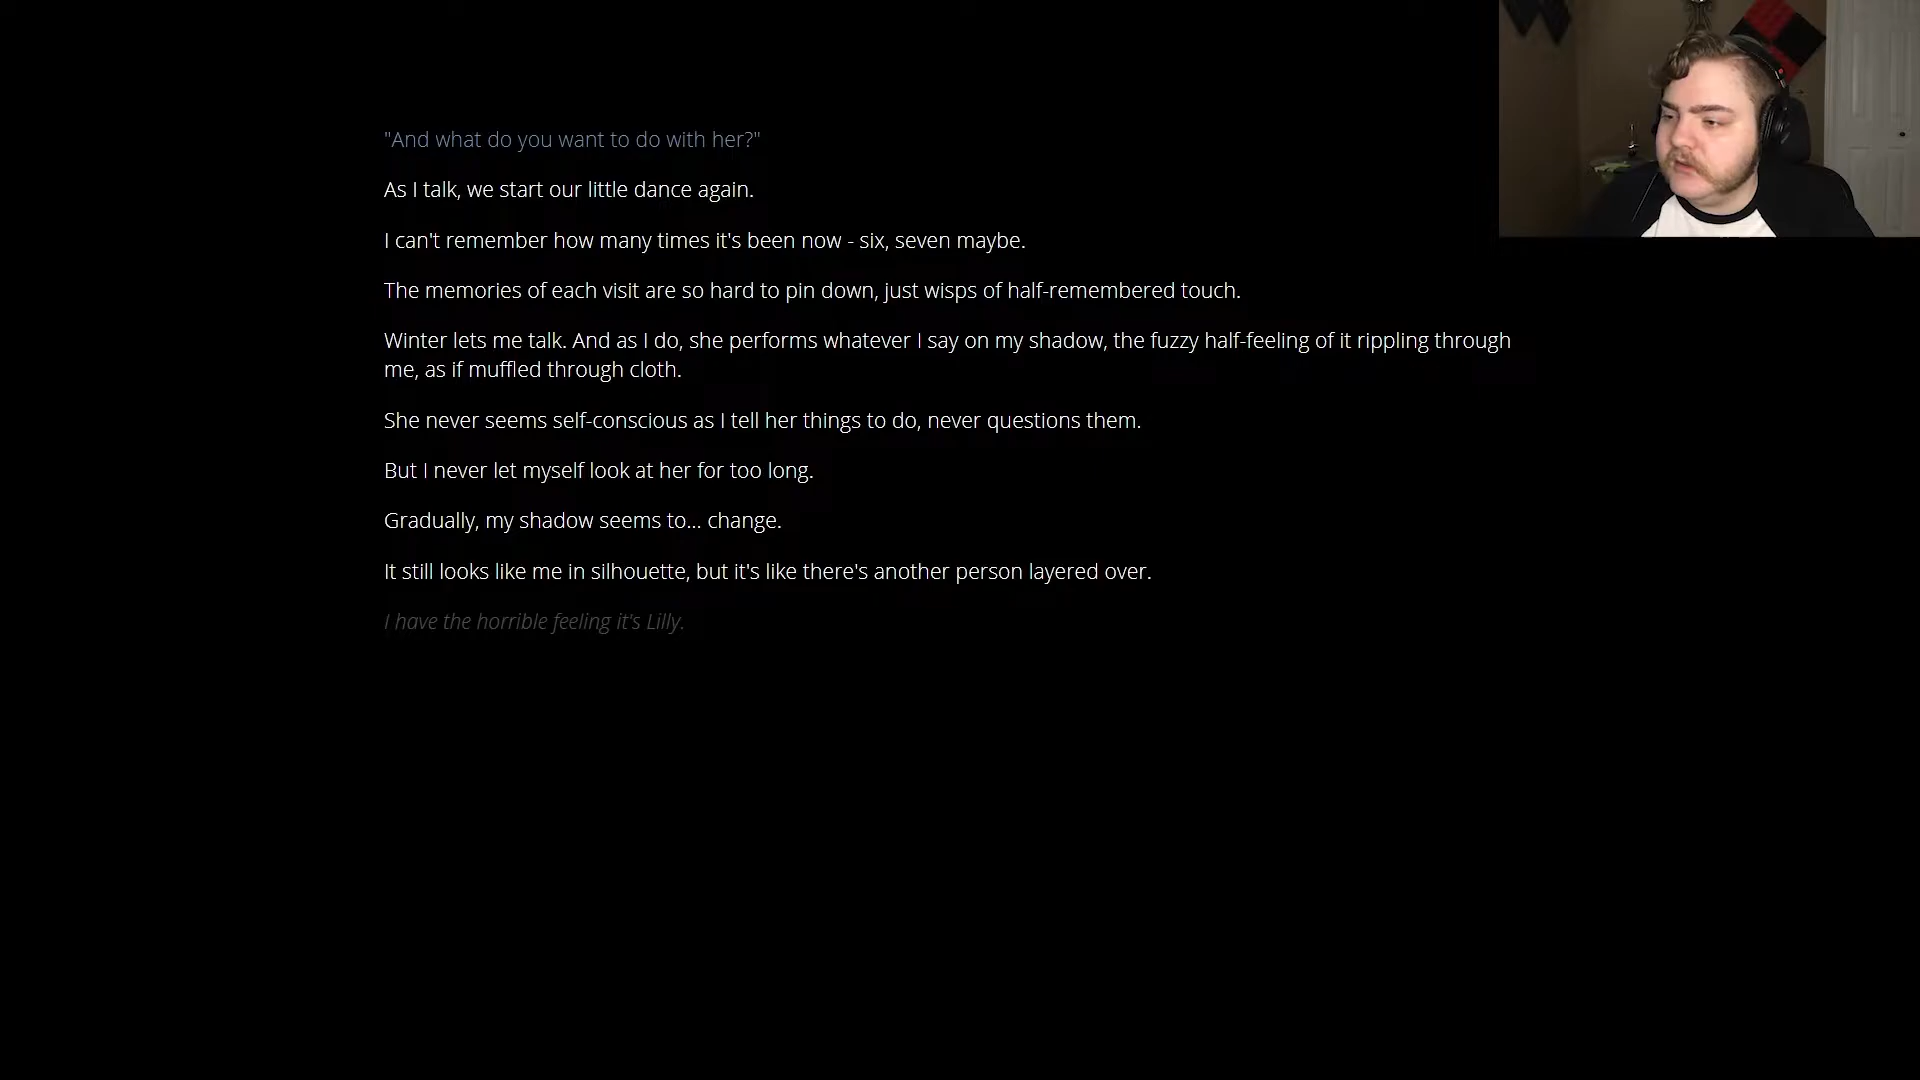 "And what do you want to do with her?"
As I talk, we start our little dance again.
I can't remember how many times it's been now - six, seven maybe.
The memories of each visit are so hard to pin down, just wisps of half-remembered touch.
Winter lets me talk. And as I do, she performs whatever I say on my shadow, the fuzzy half-feeling of it rippling through
me, as if muffled through cloth.
She never seems self-conscious as I tell her things to do, never questions them.
But I never let myself look at her for too long.
Gradually, my shadow seems to... change.
It still looks like me in silhouette, but it's like there's another person layered over.
I have the horrible feeling it's Lilly.